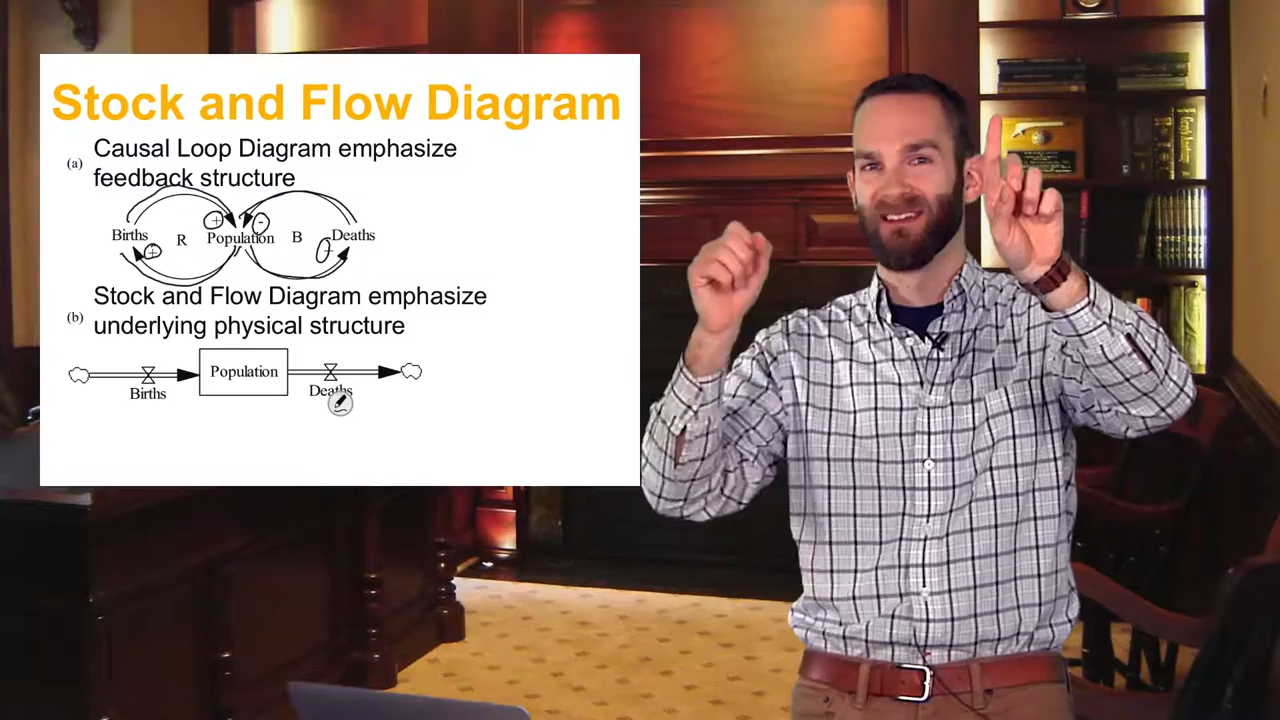 Stock and Flow Diagram
(a) Causal Loop Diagram emphasize
feedback structure
+ -
Births R Population B Deaths
+ +
Stock and Flow Diagram emphasize
(b) underlying physical structure
Population
Births Deaths